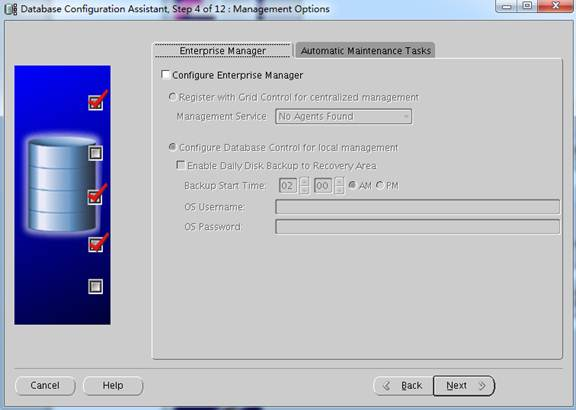 Database Configuration Assistant, Step 4 of 12 : Management Options
Enterprise Manager
Automatic Maintenance Tasks
Configure Enterprise Manager
Register with Grid Control for centralized management
Management Service
No Agents Found
Configure Database Control for local management
Enable Daily Disk Backup to Recovery Area
Backup Start Time: 02 00 AM PM
OS Username:
OS Password:
Cancel
Help
Back
Next